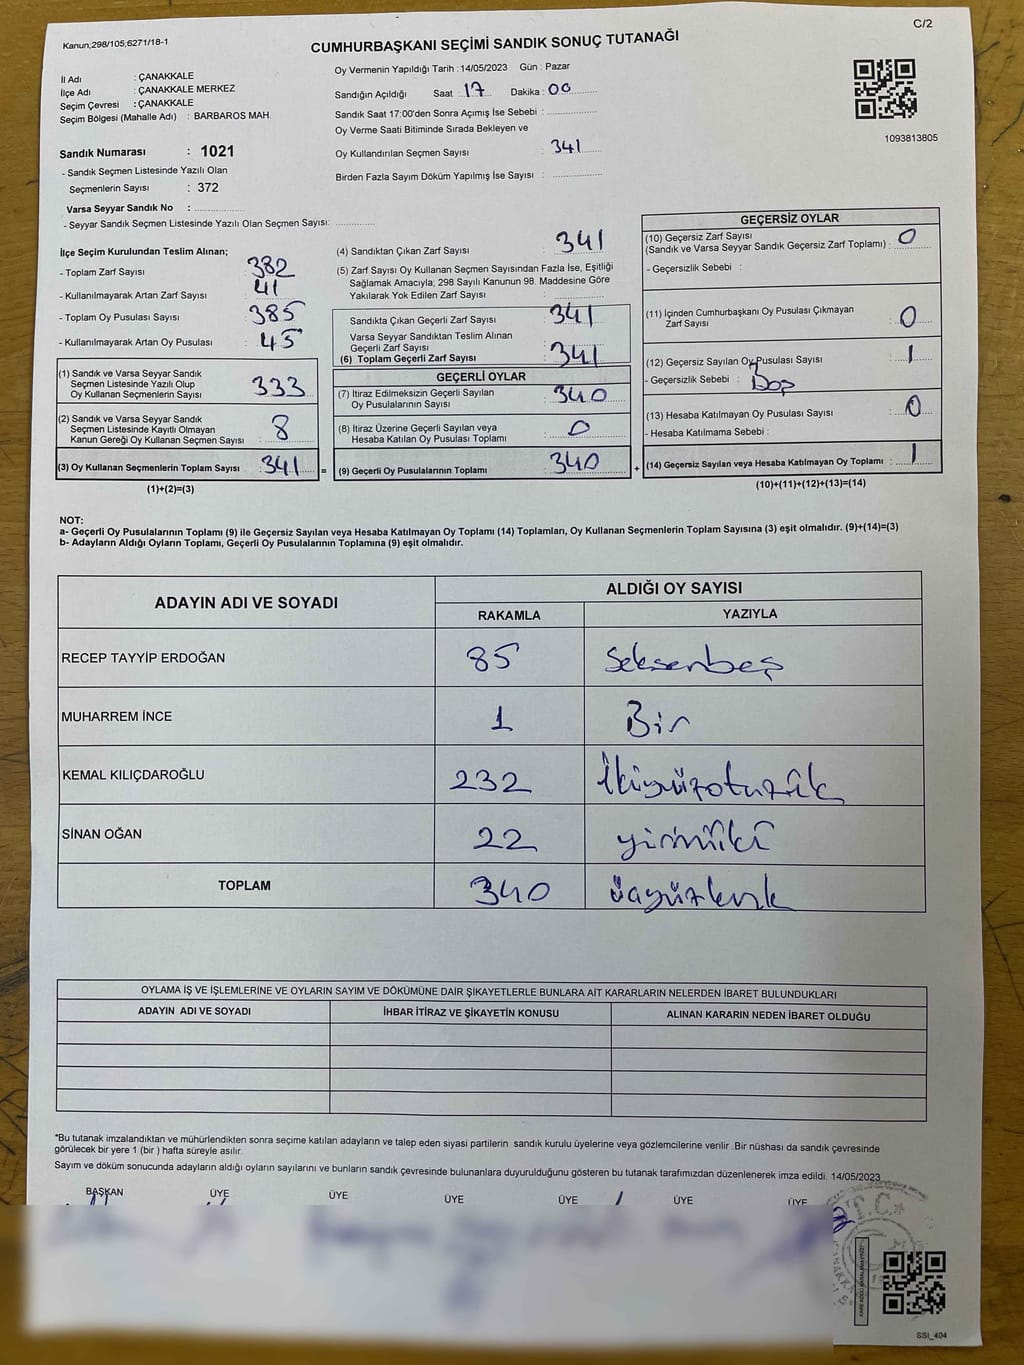 C/2
Kanun;298/105;6271/18-1
CUMHURBAŞKANI SEÇİMİ SANDIK SONUÇ TUTANAĞI
İl Adı : ÇANAKKALE
İlçe Adı : ÇANAKKALE MERKEZ
Seçim Çevresi : ÇANAKKALE
Seçim Bölgesi (Mahalle Adı) : BARBAROS MAH.
Sandık Numarası : 1021
- Sandık Seçmen Listesinde Yazılı Olan
Seçmenlerin Sayısı : 372
Varsa Seyyar Sandık No :
- Seyyar Sandık Seçmen Listesinde Yazılı Olan Seçmen Sayısı:
Oy Vermenin Yapıldığı Tarih : 14/05/2023 Gün : Pazar
Sandığın Açıldığı Saat : 17 Dakika : 00
Sandık Saat 17:00'den Sonra Açımış İse Sebebi :
Oy Verme Saati Bitiminde Sırada Bekleyen ve
Oy Kullandırılan Seçmen Sayısı : 341
Birden Fazla Sayım Döküm Yapılmış İse Sayısı :
1093813805
İlçe Seçim Kurulundan Teslim Alınan;
- Toplam Zarf Sayısı 382
- Kullanılmayarak Artan Zarf Sayısı 41
- Toplam Oy Pusulası Sayısı 385
- Kullanılmayarak Artan Oy Pusulası 45
(1) Sandık ve Varsa Seyyar Sandık
Seçmen Listesinde Yazılı Olup
Oy Kullanan Seçmenlerin Sayısı 333
(2) Sandık ve Varsa Seyyar Sandık
Seçmen Listesinde Kayıtlı Olmayan
Kanun Gereği Oy Kullanan Seçmen Sayısı 8
(3) Oy Kullanan Seçmenlerin Toplam Sayısı : 341 =
(1)+(2)=(3)
(4) Sandıktan Çıkan Zarf Sayısı : 341
(5) Zarf Sayısı Oy Kullanan Seçmen Sayısından Fazla İse, Eşitliği
Sağlamak Amacıyla; 298 Sayılı Kanunun 98. Maddesine Göre
Yakılarak Yok Edilen Zarf Sayısı :
Sandıkta Çıkan Geçerli Zarf Sayısı : 341
Varsa Seyyar Sandıktan Teslim Alınan
Geçerli Zarf Sayısı
(6) Toplam Geçerli Zarf Sayısı : 341
GEÇERLİ OYLAR
(7) İtiraz Edilmeksizin Geçerli Sayılan
Oy Pusulalarının Sayısı : 340
(8) İtiraz Üzerine Geçerli Sayılan veya
Hesaba Katılan Oy Pusulası Toplamı : 0
(9) Geçerli Oy Pusulalarının Toplamı : 340 +
GEÇERSİZ OYLAR
(10) Geçersiz Zarf Sayısı
(Sandık ve Varsa Seyyar Sandık Geçersiz Zarf Toplamı) : 0
- Geçersizlik Sebebi :
(11) İçinden Cumhurbaşkanı Oy Pusulası Çıkmayan
Zarf Sayısı : 0
(12) Geçersiz Sayılan Oy Pusulası Sayısı : 1
- Geçersizlik Sebebi : Boş
(13) Hesaba Katılmayan Oy Pusulası Sayısı : 0
- Hesaba Katılmama Sebebi :
(14) Geçersiz Sayılan veya Hesaba Katılmayan Oy Toplamı : 1
(10)+(11)+(12)+(13)=(14)
NOT:
a- Geçerli Oy Pusulalarının Toplamı (9) ile Geçersiz Sayılan veya Hesaba Katılmayan Oy Toplamı (14) Toplamları, Oy Kullanan Seçmenlerin Toplam Sayısına (3) eşit olmalıdır. (9)+(14)=(3)
b- Adayların Aldığı Oyların Toplamı, Geçerli Oy Pusulalarının Toplamına (9) eşit olmalıdır.
ADAYIN ADI VE SOYADI ALDIĞI OY SAYISI
RAKAMLA YAZIYLA
RECEP TAYYİP ERDOĞAN 85 Seksenbeş
MUHARREM İNCE 1 Bir
KEMAL KILIÇDAROĞLU 232 İkiyüzotuziki
SİNAN OĞAN 22 yirmiiki
TOPLAM 340 üçyüzkırk
OYLAMA İŞ VE İŞLEMLERİNE VE OYLARIN SAYIM VE DÖKÜMÜNE DAİR ŞİKAYETLERLE BUNLARA AİT KARARLARIN NELERDEN İBARET BULUNDUKLARI
ADAYIN ADI VE SOYADI İHBAR İTİRAZ VE ŞİKAYETİN KONUSU ALINAN KARARIN NEDEN İBARET OLDUĞU
*Bu tutanak imzalandıktan ve mühürlendikten sonra seçime katılan adayların ve talep eden siyasi partilerin sandık kurulu üyelerine veya gözlemcilerine verilir .Bir nüshası da sandık çevresinde
görülecek bir yere 1 (bir ) hafta süreyle asılır.
Sayım ve döküm sonucunda adayların aldığı oyların sayılarını ve bunların sandık çevresinde bulunanlara duyurulduğunu gösteren bu tutanak tarafımızdan düzenlenerek imza edildi. 14/05/2023
BAŞKAN ÜYE ÜYE ÜYE ÜYE ÜYE ÜYE
T.C.
SSI_404